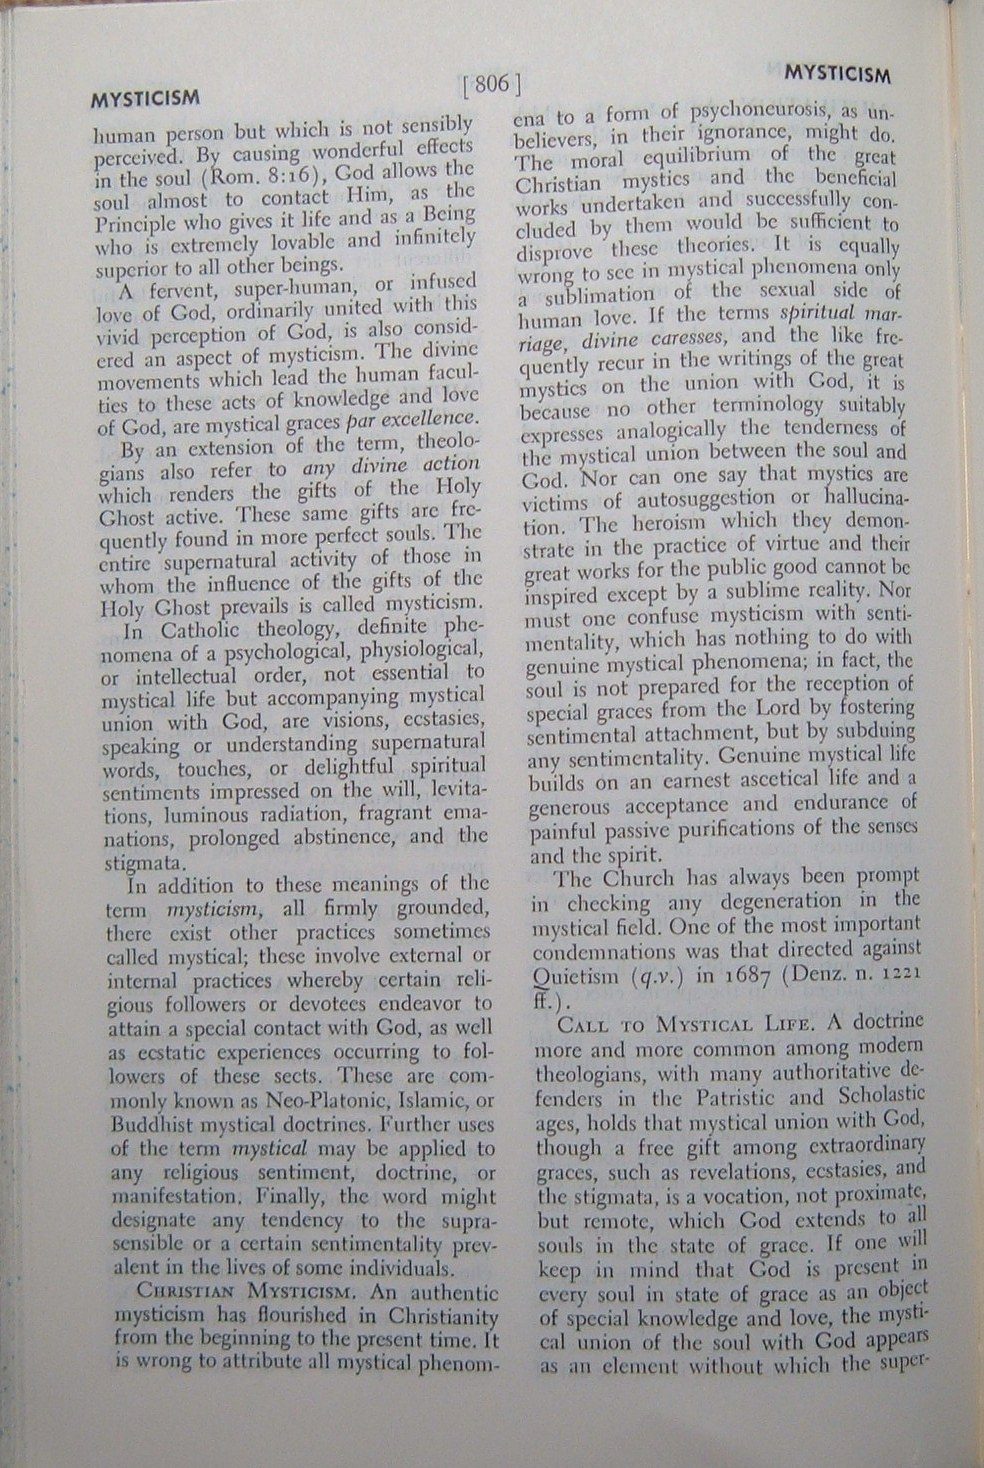 MYSTICISM
[ 806 ]
MYSTICISM
human person but which is not sensibly
perceived. By causing wonderful effects
in the soul (Rom. 8:16), God allows the
soul almost to contact Him, as the
Principle who gives it life and as a Being
who is extremely lovable and infinitely
superior to all other beings.
A fervent, super-human, or infused
love of God, ordinarily united with this
vivid perception of God, is also consid-
ered an aspect of mysticism. The divine
movements which lead the human facul-
ties to these acts of knowledge and love
of God, are mystical graces par excellence.
By an extension of the term, theolo-
gians also refer to any divine action
which renders the gifts of the Holy
Ghost active. These same gifts are fre-
quently found in more perfect souls. The
entire supernatural activity of those in
whom the influence of the gifts of the
Holy Ghost prevails is called mysticism.
In Catholic theology, definite phe-
nomena of a psychological, physiological,
or intellectual order, not essential to
mystical life but accompanying mystical
union with God, are visions, ecstasies,
speaking or understanding supernatural
words, touches, or delightful spiritual
sentiments impressed on the will, levita-
tions, luminous radiation, fragrant ema-
nations, prolonged abstinence, and the
stigmata.
In addition to these meanings of the
term mysticism, all firmly grounded,
there exist other practices sometimes
called mystical; these involve external or
internal practices whereby certain reli-
gious followers or devotees endeavor to
attain a special contact with God, as well
as ecstatic experiences occurring to fol-
lowers of these sects. These are com-
monly known as Neo-Platonic, Islamic, or
Buddhist mystical doctrines. Further uses
of the term mystical may be applied to
any religious sentiment, doctrine, or
manifestation. Finally, the word might
designate any tendency to the supra-
sensible or a certain sentimentality prev-
alent in the lives of some individuals.
CHRISTIAN MYSTICISM. An authentic
mysticism has flourished in Christianity
from the beginning to the present time. It
is wrong to attribute all mystical phenom-
ena to a form of psychoneurosis, as un-
believers, in their ignorance, might do.
The moral equilibrium of the great
Christian mystics and the beneficial
works undertaken and successfully con-
cluded by them would be sufficient to
disprove these theories. It is equally
wrong to see in mystical phenomena only
a sublimation of the sexual side of
human love. If the terms spiritual mar-
riage, divine caresses, and the like fre-
quently recur in the writings of the great
mystics on the union with God, it is
because no other terminology suitably
expresses analogically the tenderness of
the mystical union between the soul and
God. Nor can one say that mystics are
victims of autosuggestion or hallucina-
tion. The heroism which they demon-
strate in the practice of virtue and their
great works for the public good cannot be
inspired except by a sublime reality. Nor
must one confuse mysticism with senti-
mentality, which has nothing to do with
genuine mystical phenomena; in fact, the
soul is not prepared for the reception of
special graces from the Lord by fostering
sentimental attachment, but by subduing
any sentimentality. Genuine mystical life
builds on an earnest ascetical life and a
generous acceptance and endurance of
painful passive purifications of the senses
and the spirit.
The Church has always been prompt
in checking any degeneration in the
mystical field. One of the most important
condemnations was that directed against
Quietism (q.v.) in 1687 (Denz. n. 1221
ff.).
CALL TO MYSTICAL LIFE. A doctrine
more and more common among modern
theologians, with many authoritative de-
fenders in the Patristic and Scholastic
ages, holds that mystical union with God,
though a free gift among extraordinary
graces, such as revelations, ecstasies, and
the stigmata, is a vocation, not proximate,
but remote, which God extends to all
souls in the state of grace. If one will
keep in mind that God is present in
every soul in state of grace as an object
of special knowledge and love, the mysti-
cal union of the soul with God appears
as an element without which the super-